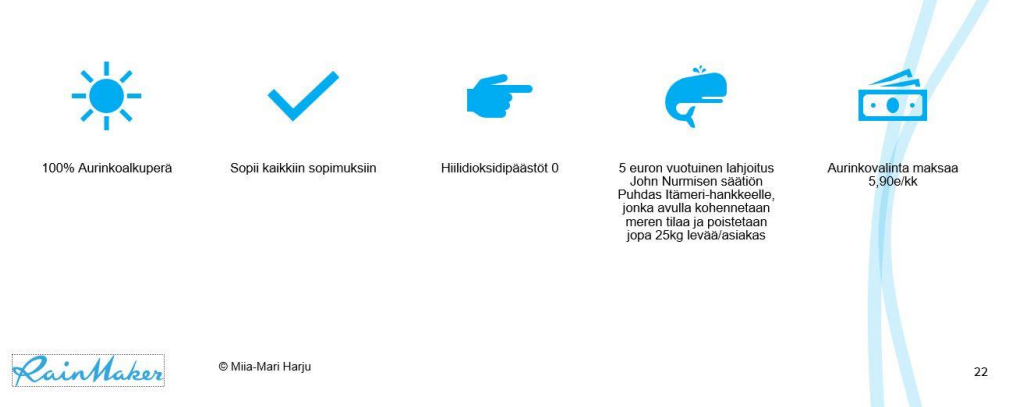 100% Aurinkoalkuperä
Sopii kaikkiin sopimuksiin
Hiilidioksidipäästöt 0
5 euron vuotuinen lahjoitus
John Nurmisen säätiön
Puhdas Itämeri-hankkeelle,
jonka avulla kohennetaan
meren tilaa ja poistetaan
jopa 25kg levää/asiakas
Aurinkovalinta maksaa
5,90e/kk
RainMaker
© Miia-Mari Harju
22